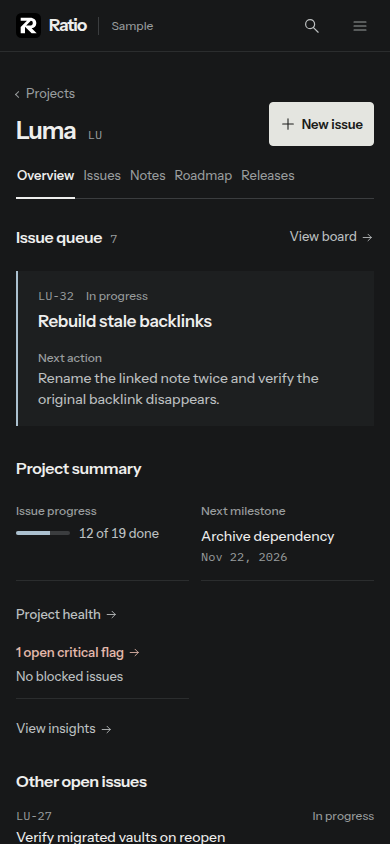 Ratio
Sample
Projects
Luma LU
New issue
Overview Issues Notes Roadmap Releases
Issue queue 7
View board →
LU-32 In progress
Rebuild stale backlinks
Next action
Rename the linked note twice and verify the
original backlink disappears.
Project summary
Issue progress
12 of 19 done
Next milestone
Archive dependency
Nov 22, 2026
Project health →
1 open critical flag →
No blocked issues
View insights →
Other open issues
LU-27 In progress
Verify migrated vaults on reopen